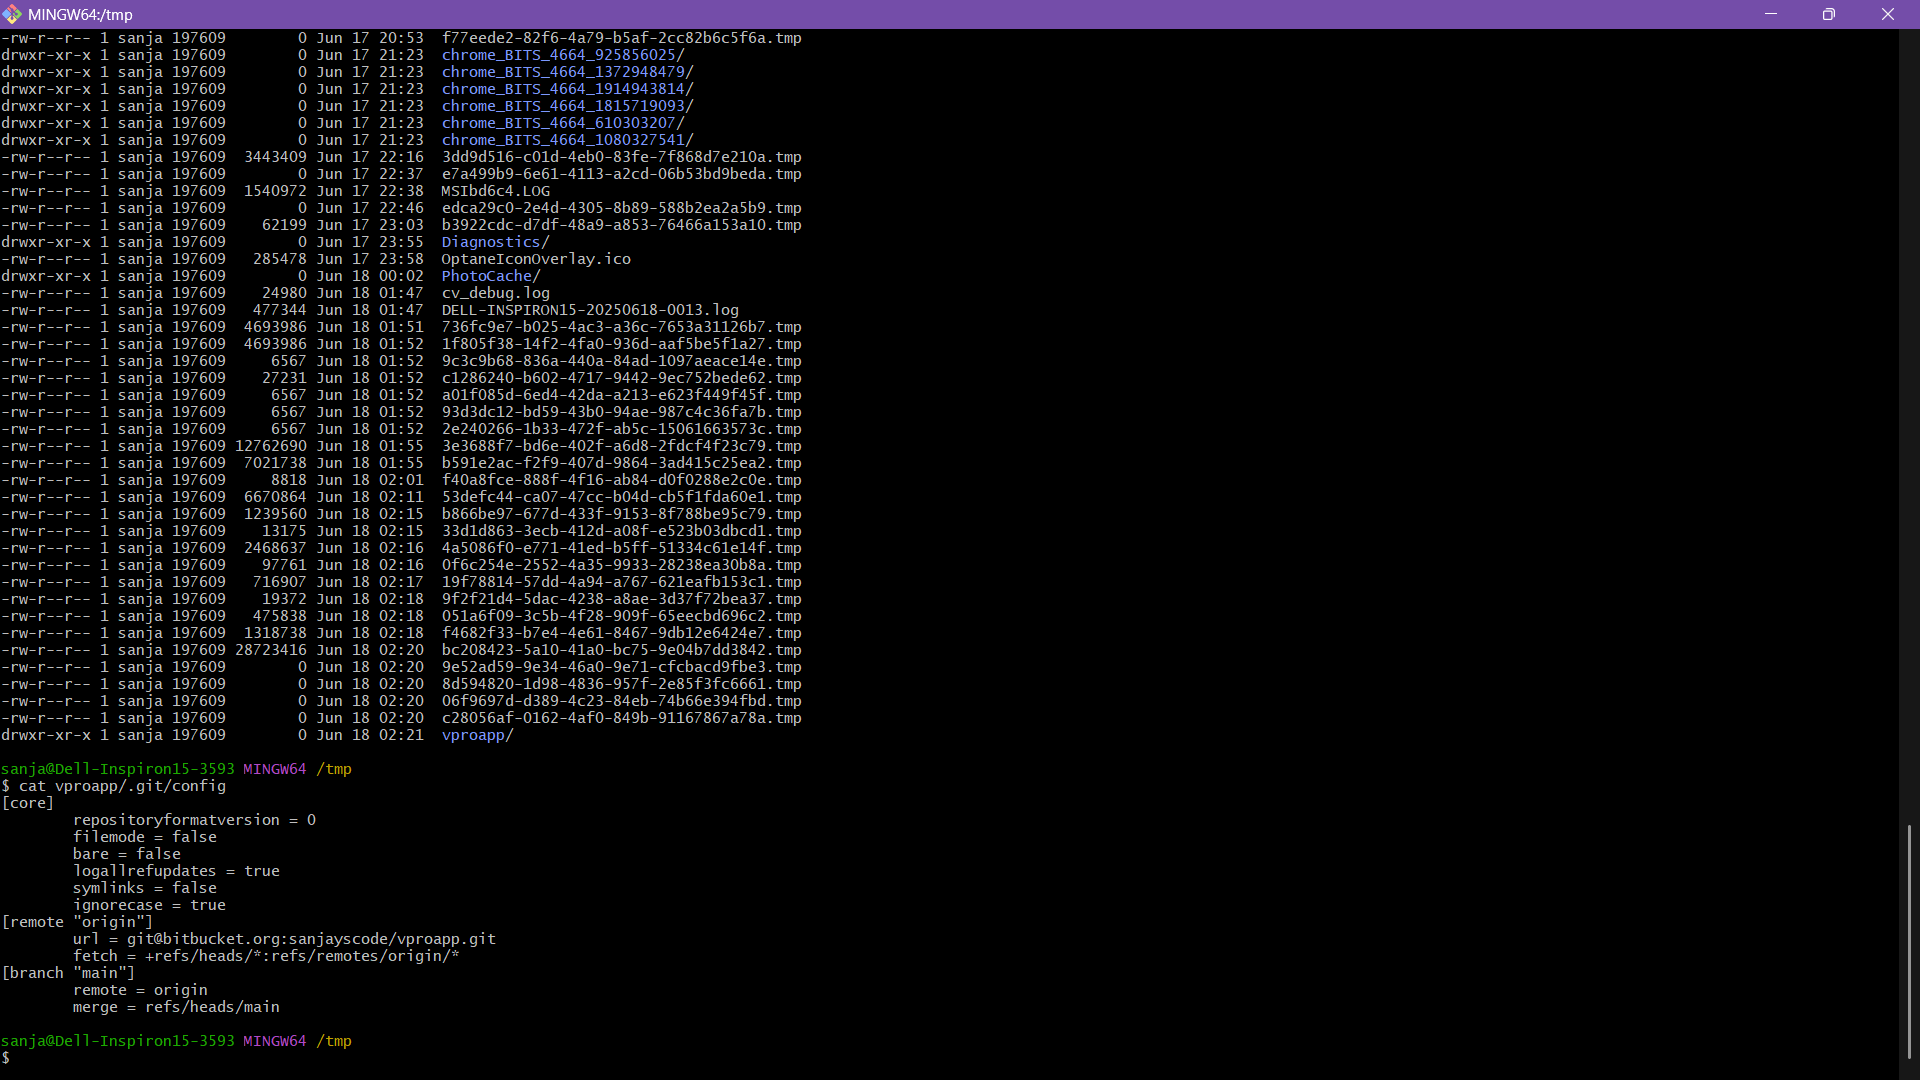 MINGW64:/tmp
-rw-r--r-- 1 sanja 197609        0 Jun 17 20:53  f77eede2-82f6-4a79-b5af-2cc82b6c5f6a.tmp
drwxr-xr-x 1 sanja 197609        0 Jun 17 21:23  chrome_BITS_4664_925856025/
drwxr-xr-x 1 sanja 197609        0 Jun 17 21:23  chrome_BITS_4664_1372948479/
drwxr-xr-x 1 sanja 197609        0 Jun 17 21:23  chrome_BITS_4664_1914943814/
drwxr-xr-x 1 sanja 197609        0 Jun 17 21:23  chrome_BITS_4664_1815719093/
drwxr-xr-x 1 sanja 197609        0 Jun 17 21:23  chrome_BITS_4664_610303207/
drwxr-xr-x 1 sanja 197609        0 Jun 17 21:23  chrome_BITS_4664_1080327541/
-rw-r--r-- 1 sanja 197609  3443409 Jun 17 22:16  3dd9d516-c01d-4eb0-83fe-7f868d7e210a.tmp
-rw-r--r-- 1 sanja 197609        0 Jun 17 22:37  e7a499b9-6e61-4113-a2cd-06b53bd9beda.tmp
-rw-r--r-- 1 sanja 197609  1540972 Jun 17 22:38  MSIbd6c4.LOG
-rw-r--r-- 1 sanja 197609        0 Jun 17 22:46  edca29c0-2e4d-4305-8b89-588b2ea2a5b9.tmp
-rw-r--r-- 1 sanja 197609    62199 Jun 17 23:03  b3922cdc-d7df-48a9-a853-76466a153a10.tmp
drwxr-xr-x 1 sanja 197609        0 Jun 17 23:55  Diagnostics/
-rw-r--r-- 1 sanja 197609   285478 Jun 17 23:58  OptaneIconOverlay.ico
drwxr-xr-x 1 sanja 197609        0 Jun 18 00:02  PhotoCache/
-rw-r--r-- 1 sanja 197609    24980 Jun 18 01:47  cv_debug.log
-rw-r--r-- 1 sanja 197609   477344 Jun 18 01:47  DELL-INSPIRON15-20250618-0013.log
-rw-r--r-- 1 sanja 197609  4693986 Jun 18 01:51  736fc9e7-b025-4ac3-a36c-7653a31126b7.tmp
-rw-r--r-- 1 sanja 197609  4693986 Jun 18 01:52  1f805f38-14f2-4fa0-936d-aaf5be5f1a27.tmp
-rw-r--r-- 1 sanja 197609     6567 Jun 18 01:52  9c3c9b68-836a-440a-84ad-1097aeace14e.tmp
-rw-r--r-- 1 sanja 197609    27231 Jun 18 01:52  c1286240-b602-4717-9442-9ec752bede62.tmp
-rw-r--r-- 1 sanja 197609     6567 Jun 18 01:52  a01f085d-6ed4-42da-a213-e623f449f45f.tmp
-rw-r--r-- 1 sanja 197609     6567 Jun 18 01:52  93d3dc12-bd59-43b0-94ae-987c4c36fa7b.tmp
-rw-r--r-- 1 sanja 197609     6567 Jun 18 01:52  2e240266-1b33-472f-ab5c-15061663573c.tmp
-rw-r--r-- 1 sanja 197609 12762690 Jun 18 01:55  3e3688f7-bd6e-402f-a6d8-2fdcf4f23c79.tmp
-rw-r--r-- 1 sanja 197609  7021738 Jun 18 01:55  b591e2ac-f2f9-407d-9864-3ad415c25ea2.tmp
-rw-r--r-- 1 sanja 197609     8818 Jun 18 02:01  f40a8fce-888f-4f16-ab84-d0f0288e2c0e.tmp
-rw-r--r-- 1 sanja 197609  6670864 Jun 18 02:11  53defc44-ca07-47cc-b04d-cb5f1fda60e1.tmp
-rw-r--r-- 1 sanja 197609  1239560 Jun 18 02:15  b866be97-677d-433f-9153-8f788be95c79.tmp
-rw-r--r-- 1 sanja 197609    13175 Jun 18 02:15  33d1d863-3ecb-412d-a08f-e523b03dbcd1.tmp
-rw-r--r-- 1 sanja 197609  2468637 Jun 18 02:16  4a5086f0-e771-41ed-b5ff-51334c61e14f.tmp
-rw-r--r-- 1 sanja 197609    97761 Jun 18 02:16  0f6c254e-2552-4a35-9933-28238ea30b8a.tmp
-rw-r--r-- 1 sanja 197609   716907 Jun 18 02:17  19f78814-57dd-4a94-a767-621eafb153c1.tmp
-rw-r--r-- 1 sanja 197609    19372 Jun 18 02:18  9f2f21d4-5dac-4238-a8ae-3d37f72bea37.tmp
-rw-r--r-- 1 sanja 197609   475838 Jun 18 02:18  051a6f09-3c5b-4f28-909f-65eecbd696c2.tmp
-rw-r--r-- 1 sanja 197609  1318738 Jun 18 02:18  f4682f33-b7e4-4e61-8467-9db12e6424e7.tmp
-rw-r--r-- 1 sanja 197609 28723416 Jun 18 02:20  bc208423-5a10-41a0-bc75-9e04b7dd3842.tmp
-rw-r--r-- 1 sanja 197609        0 Jun 18 02:20  9e52ad59-9e34-46a0-9e71-cfcbacd9fbe3.tmp
-rw-r--r-- 1 sanja 197609        0 Jun 18 02:20  8d594820-1d98-4836-957f-2e85f3fc6661.tmp
-rw-r--r-- 1 sanja 197609        0 Jun 18 02:20  06f9697d-d389-4c23-84eb-74b66e394fbd.tmp
-rw-r--r-- 1 sanja 197609        0 Jun 18 02:20  c28056af-0162-4af0-849b-91167867a78a.tmp
drwxr-xr-x 1 sanja 197609        0 Jun 18 02:21  vproapp/
sanja@Dell-Inspiron15-3593 MINGW64 /tmp
$ cat vproapp/.git/config
[core]
        repositoryformatversion = 0
        filemode = false
        bare = false
        logallrefupdates = true
        symlinks = false
        ignorecase = true
[remote "origin"]
        url = git@bitbucket.org:sanjayscode/vproapp.git
        fetch = +refs/heads/*:refs/remotes/origin/*
[branch "main"]
        remote = origin
        merge = refs/heads/main
sanja@Dell-Inspiron15-3593 MINGW64 /tmp
$